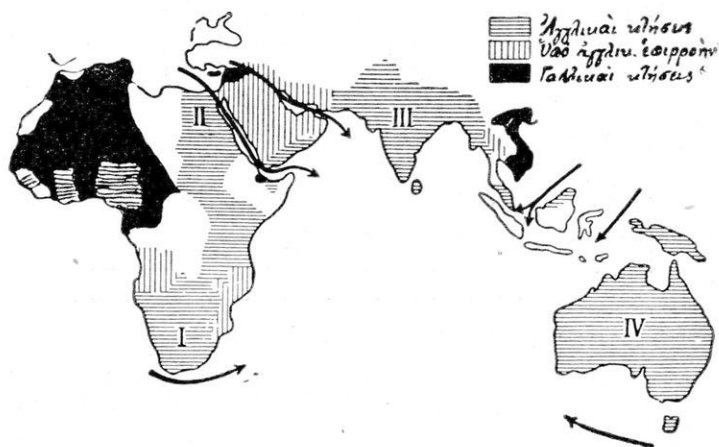 Ἀγγλικαὶ κτήσεις
Ὑπὸ ἀγγλικ. ἐπιρροὴν
Γαλλικαὶ κτήσεις
II
III
I
IV